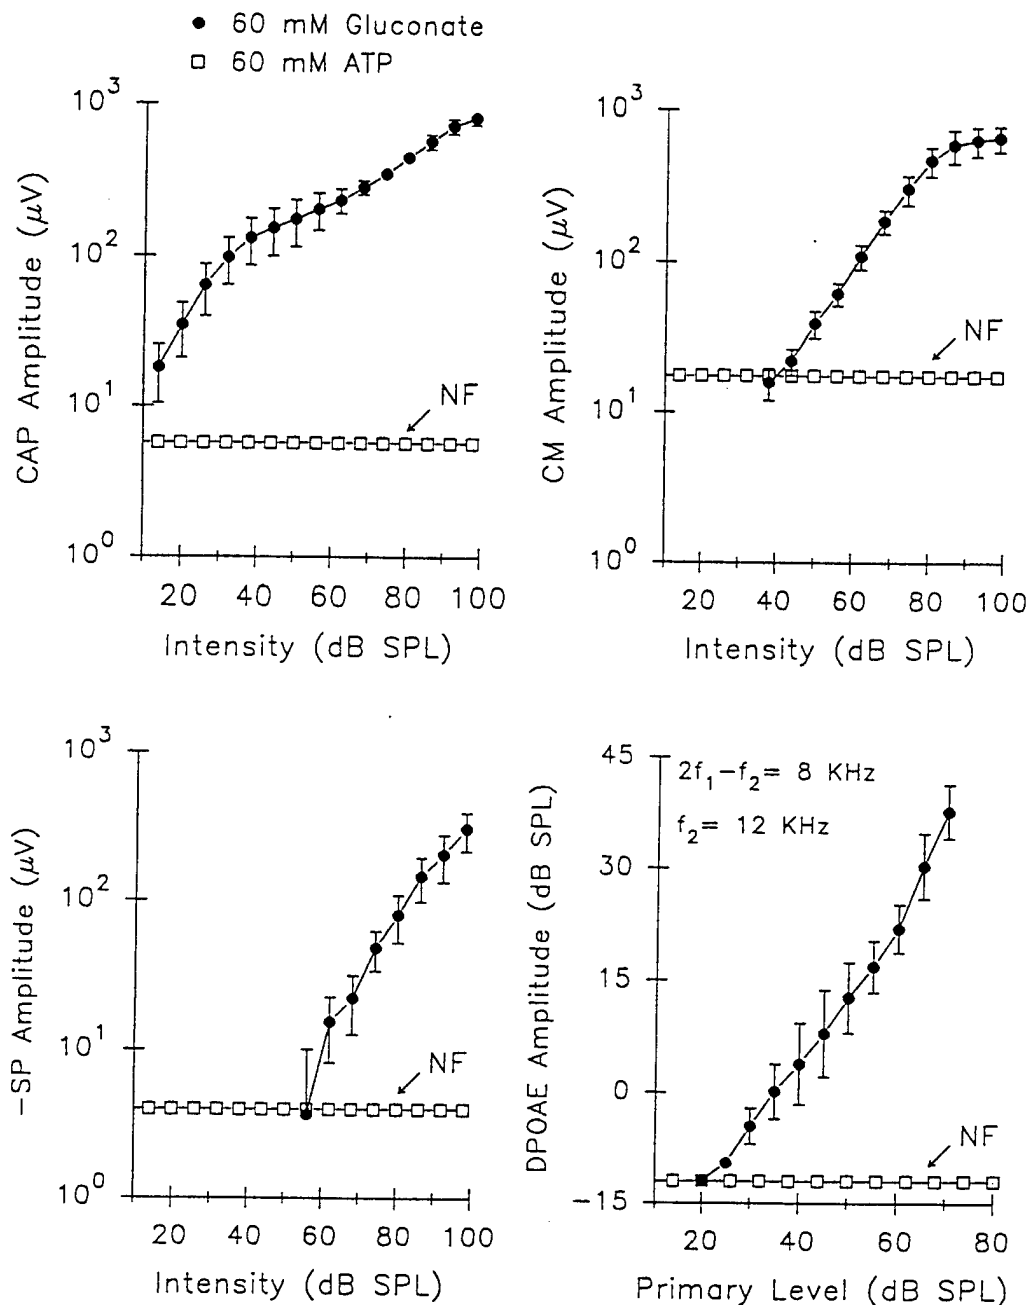 60 mM Gluconate
60 mM ATP
10³
10²
10¹
10⁰
CAP Amplitude (μV)
NF
20 40 60 80 100
Intensity (dB SPL)
10³
10²
10¹
10⁰
CM Amplitude (μV)
NF
20 40 60 80 100
Intensity (dB SPL)
10³
10²
10¹
10⁰
−SP Amplitude (μV)
NF
20 40 60 80 100
Intensity (dB SPL)
45
30
15
0
−15
DPOAE Amplitude (dB SPL)
2f₁−f₂= 8 KHz
f₂= 12 KHz
NF
20 40 60 80
Primary Level (dB SPL)